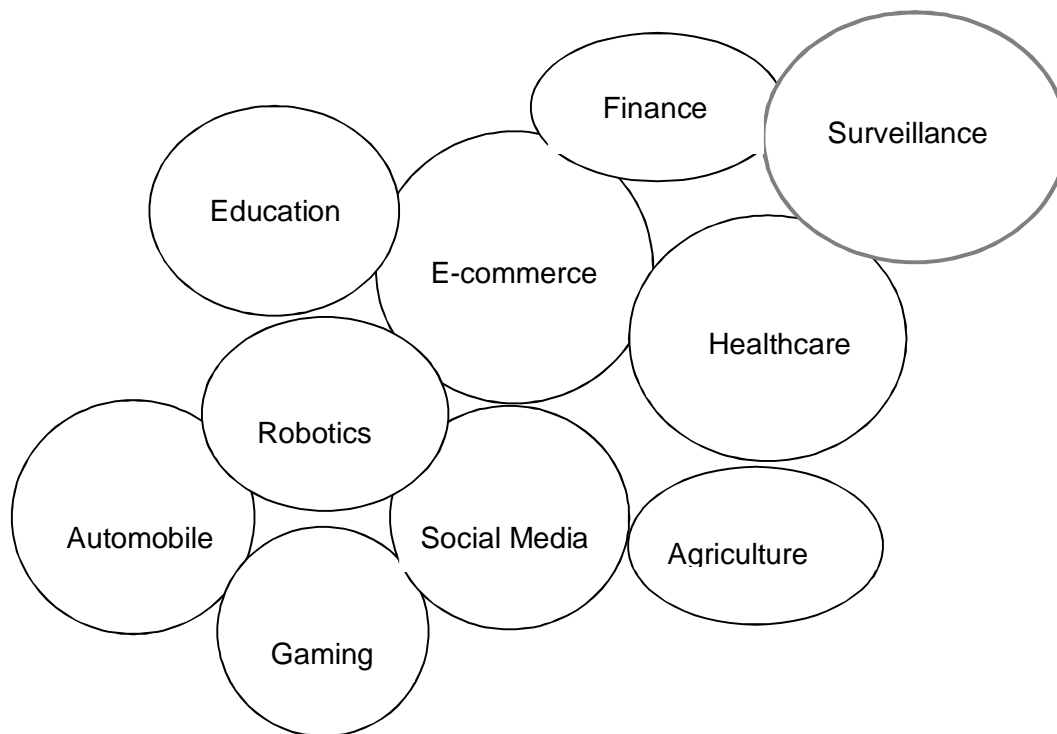 Finance
Surveillance
Education
E-commerce
Healthcare
Robotics
Automobile
Social Media
Agriculture
Gaming